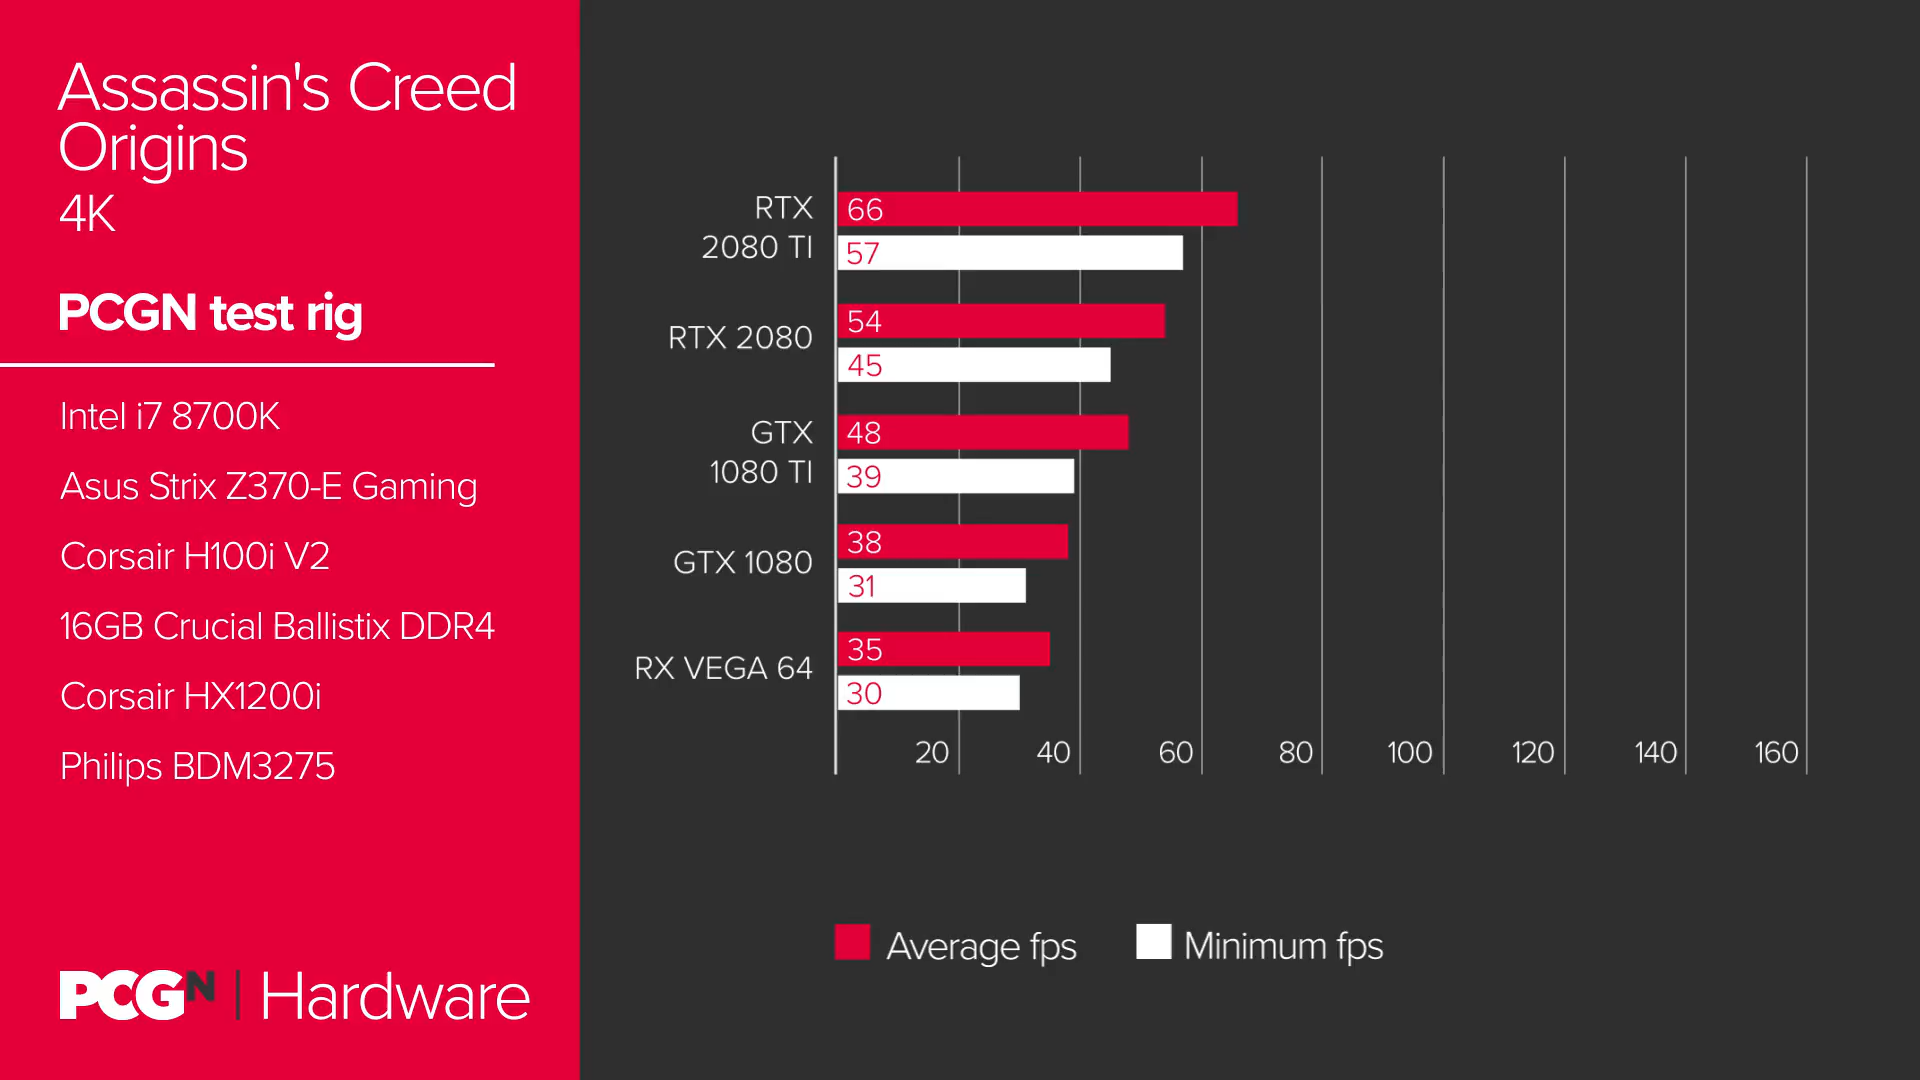 Assassin's Creed
Origins
4K
PCGN test rig
Intel i7 8700K
Asus Strix Z370-E Gaming
Corsair H100i V2
16GB Crucial Ballistix DDR4
Corsair HX1200i
Philips BDM3275
PCGN | Hardware
RTX
2080 TI
66
57
RTX 2080
54
45
GTX
1080 TI
48
39
GTX 1080
38
31
RX VEGA 64
35
30
20 40 60 80 100 120 140 160
Average fps Minimum fps